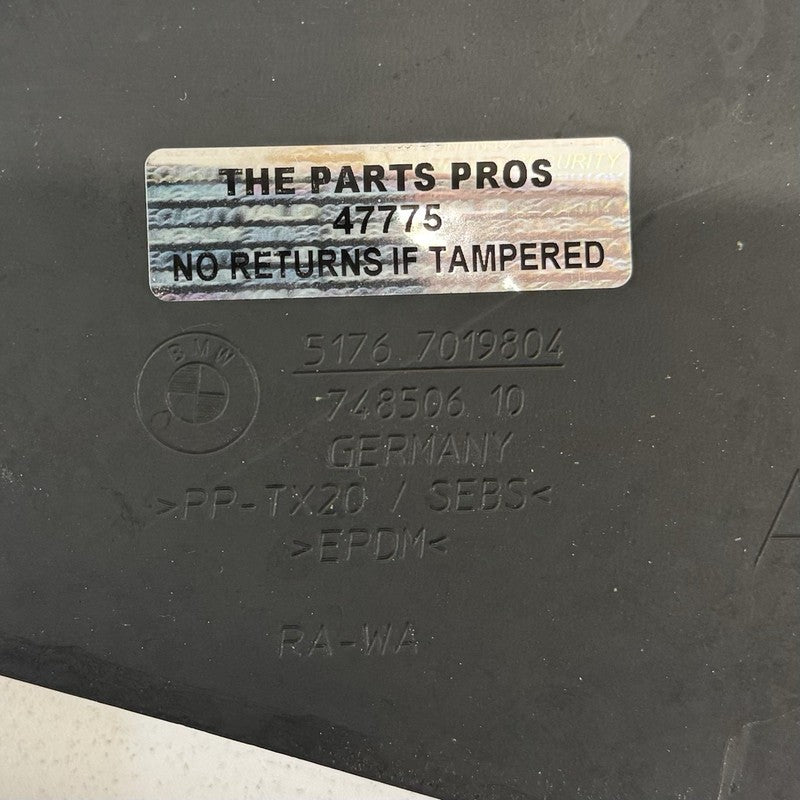 THE PARTS PROS
47775
NO RETURNS IF TAMPERED
BMW
5176 7019804
748506 10
GERMANY
>PP-TX20 / SEBS<
>EPDM<
RA-WA